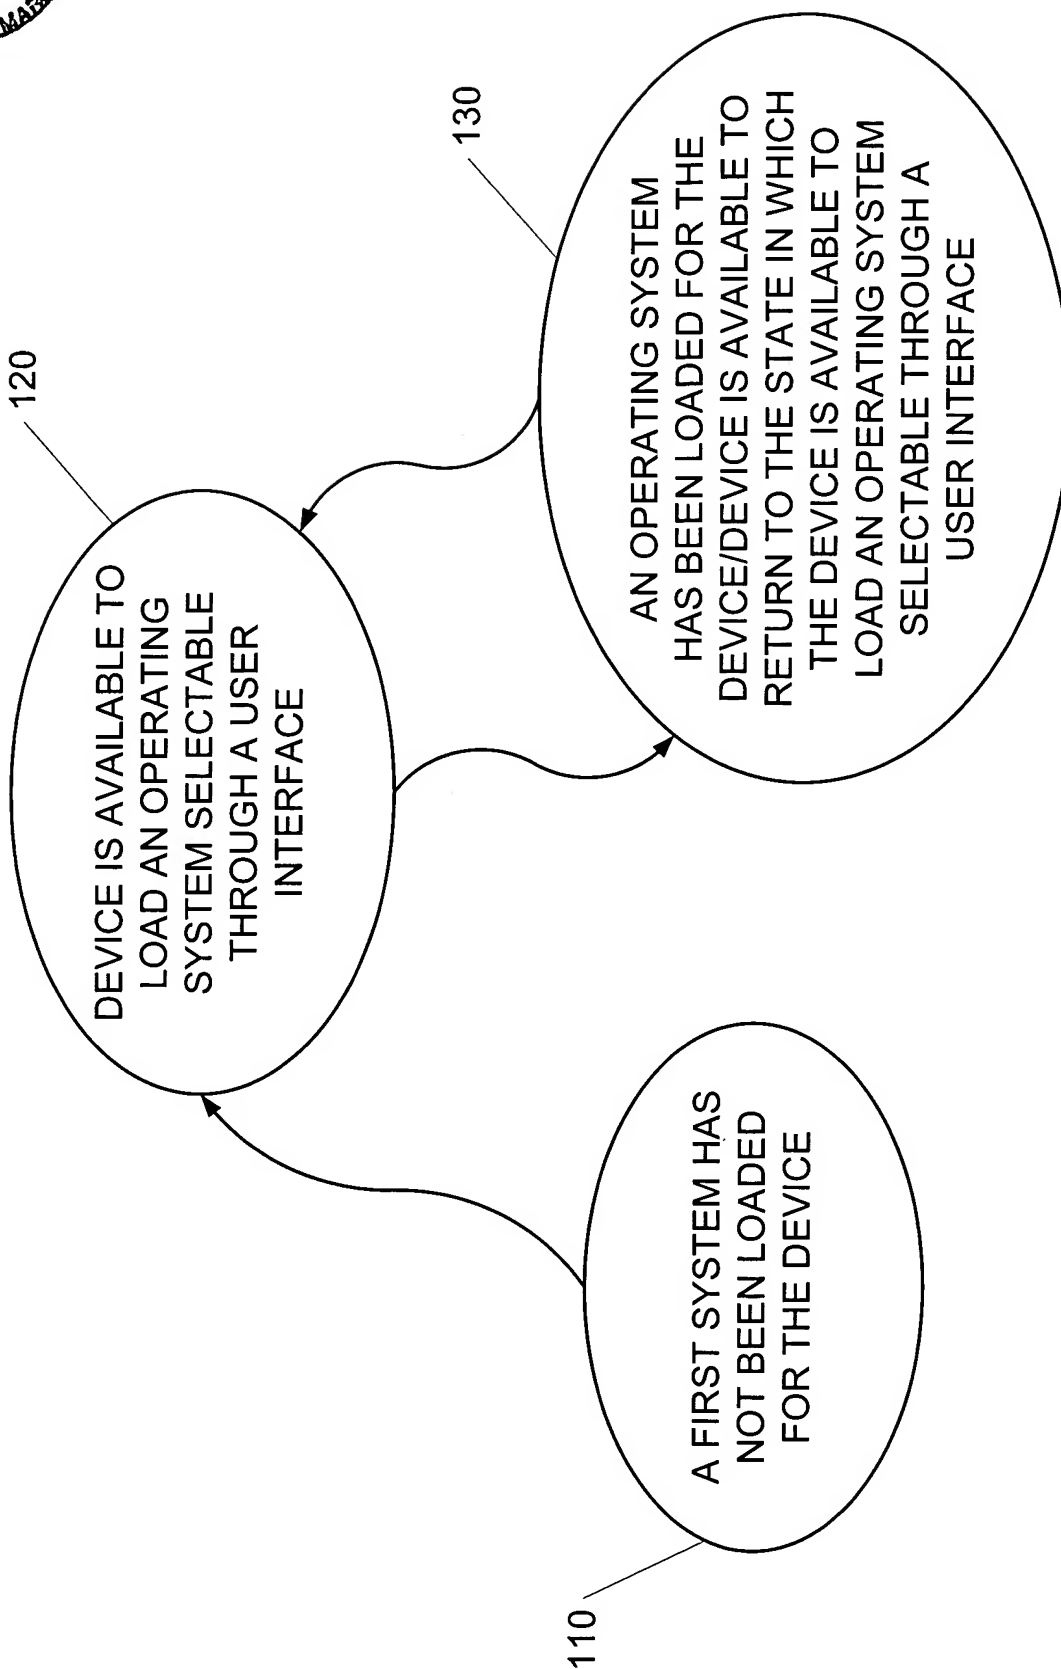 120
DEVICE IS AVAILABLE TO
LOAD AN OPERATING
SYSTEM SELECTABLE
THROUGH A USER
INTERFACE
130
AN OPERATING SYSTEM
HAS BEEN LOADED FOR THE
DEVICE/DEVICE IS AVAILABLE TO
RETURN TO THE STATE IN WHICH
THE DEVICE IS AVAILABLE TO
LOAD AN OPERATING SYSTEM
SELECTABLE THROUGH A
USER INTERFACE
110
A FIRST SYSTEM HAS
NOT BEEN LOADED
FOR THE DEVICE